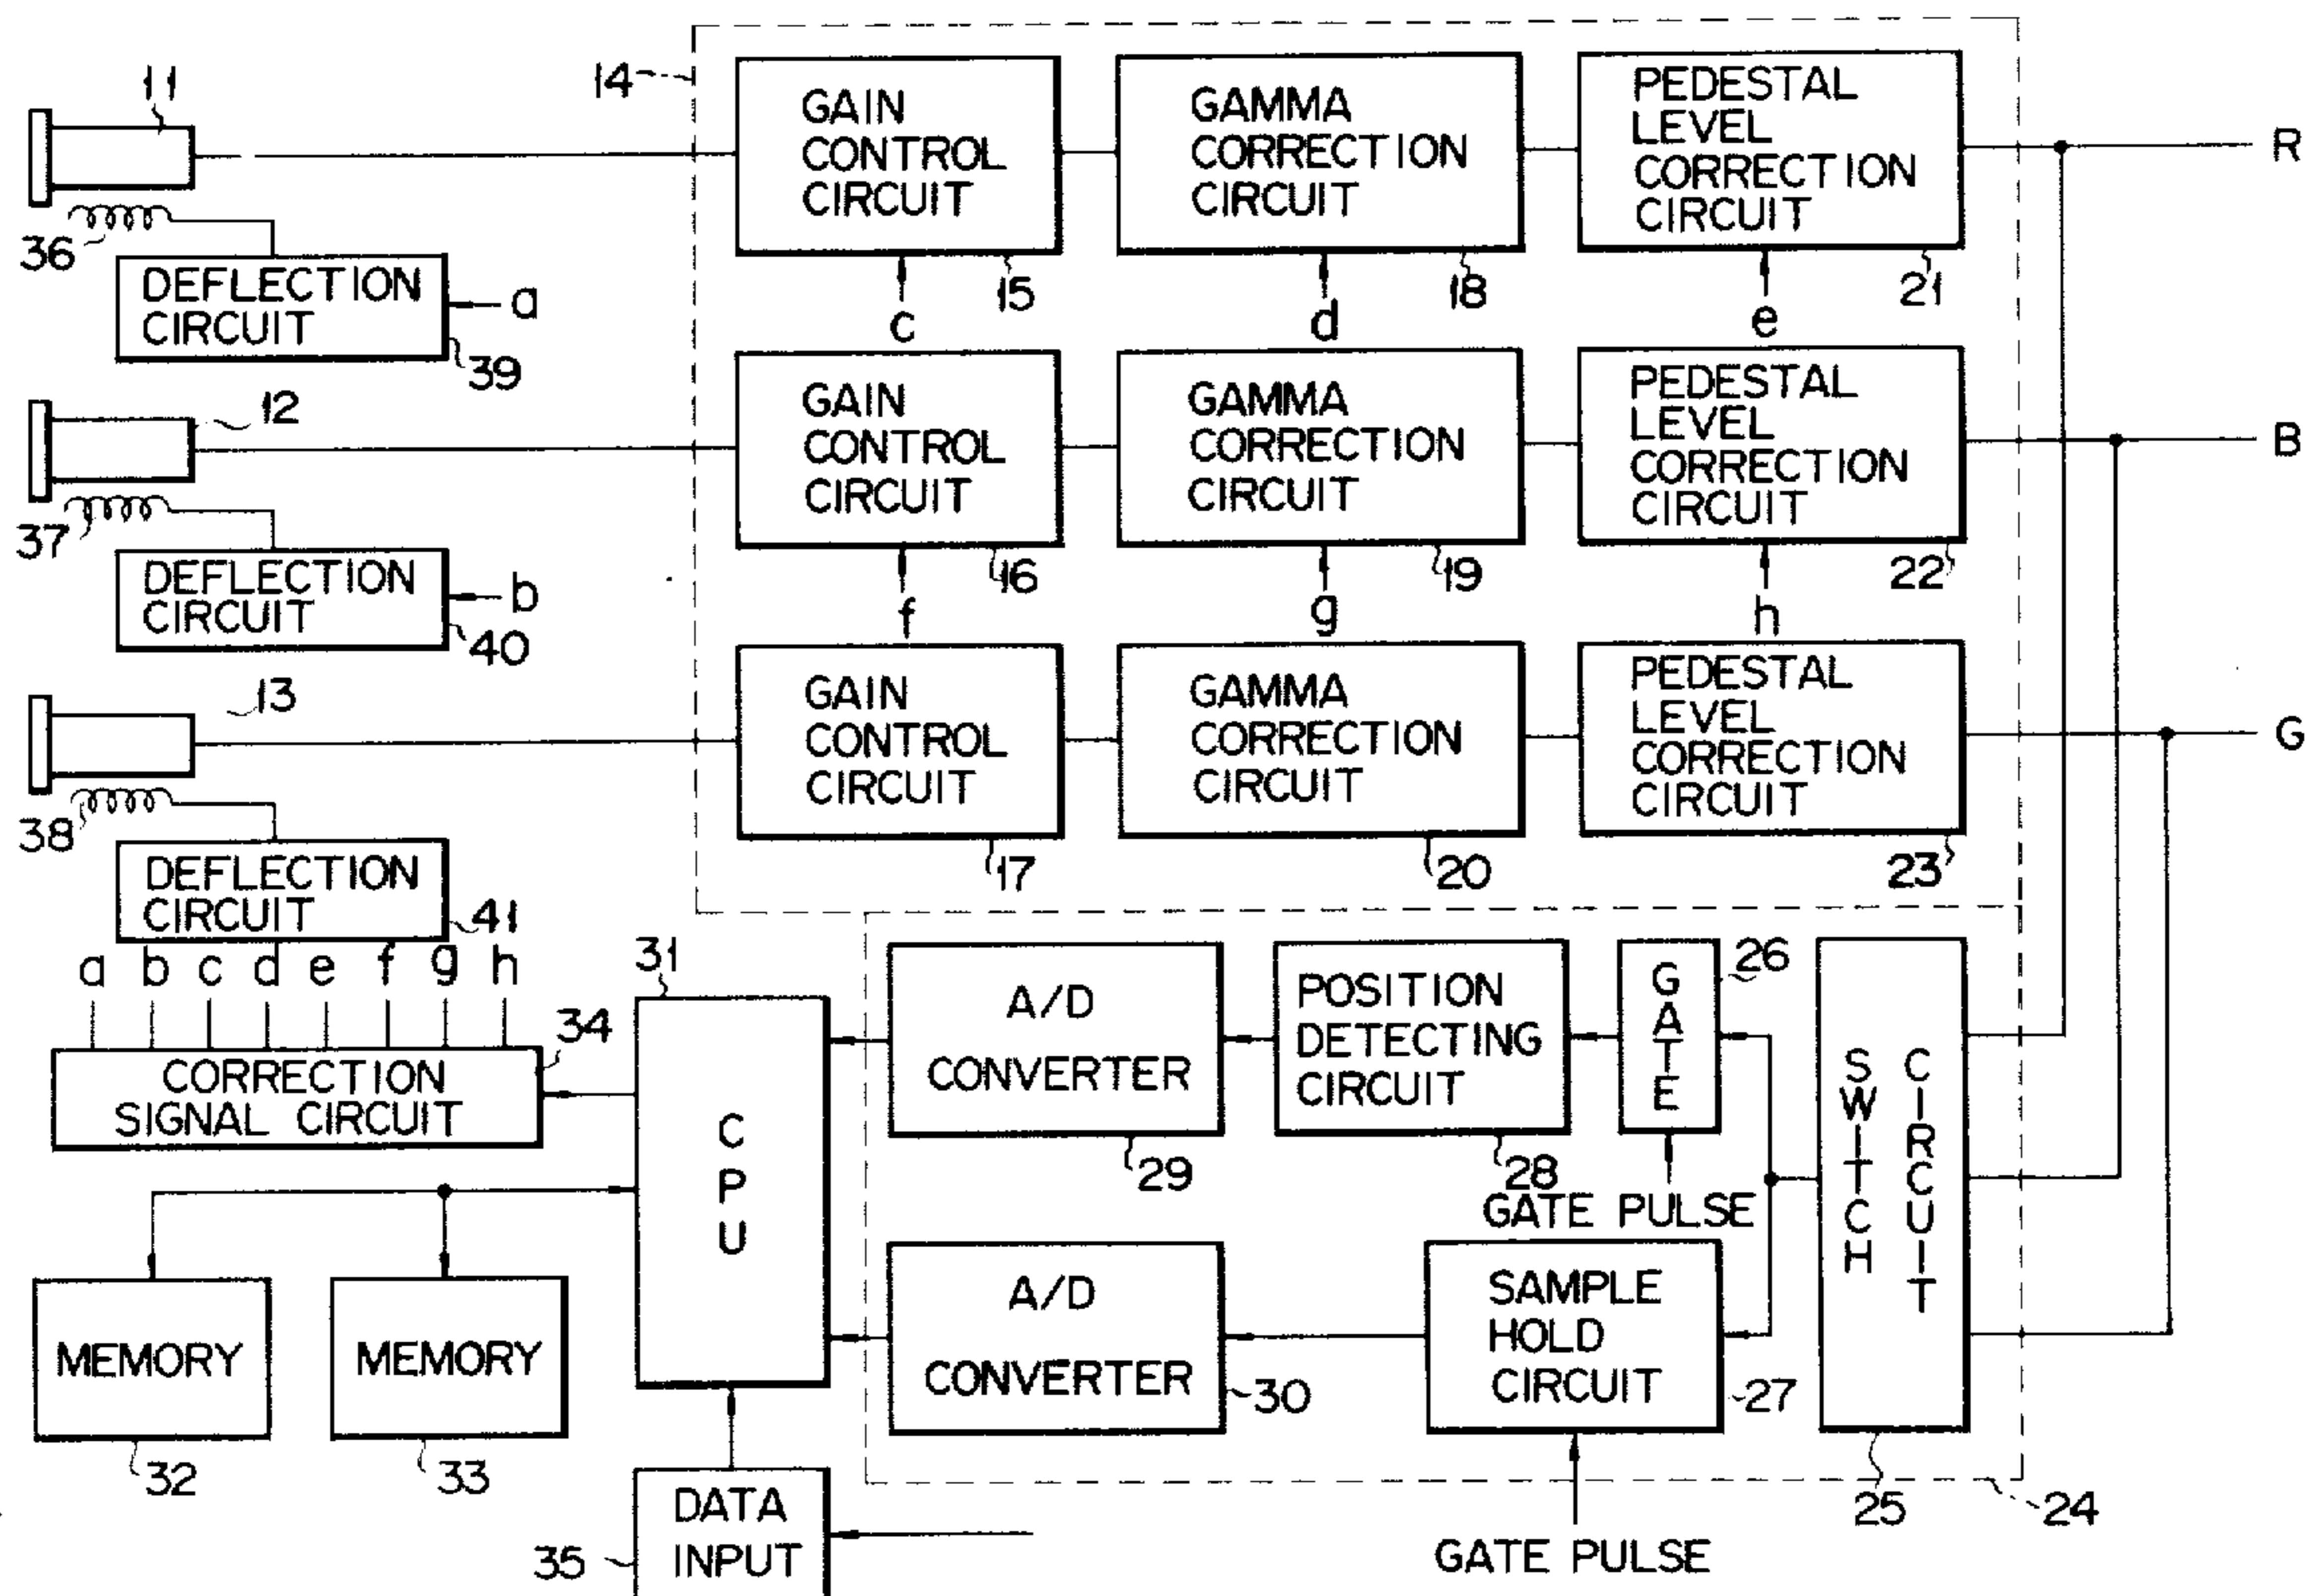 11
14
GAIN
CONTROL
CIRCUIT
GAMMA
CORRECTION
CIRCUIT
PEDESTAL
LEVEL
CORRECTION
CIRCUIT
R
36
DEFLECTION
CIRCUIT
a
39
15
c
18
d
21
e
12
GAIN
CONTROL
CIRCUIT
GAMMA
CORRECTION
CIRCUIT
PEDESTAL
LEVEL
CORRECTION
CIRCUIT
B
37
DEFLECTION
CIRCUIT
b
40
16
f
19
g
22
h
13
GAIN
CONTROL
CIRCUIT
GAMMA
CORRECTION
CIRCUIT
PEDESTAL
LEVEL
CORRECTION
CIRCUIT
G
38
DEFLECTION
CIRCUIT
41
17
20
23
a b c d e f g h
34
CORRECTION
SIGNAL CIRCUIT
31
CPU
A/D
CONVERTER
29
POSITION
DETECTING
CIRCUIT
28
GATE
26
GATE PULSE
SWITCH
CIRCUIT
25
24
MEMORY
32
MEMORY
33
A/D
CONVERTER
30
SAMPLE
HOLD
CIRCUIT
27
GATE PULSE
DATA
INPUT
35